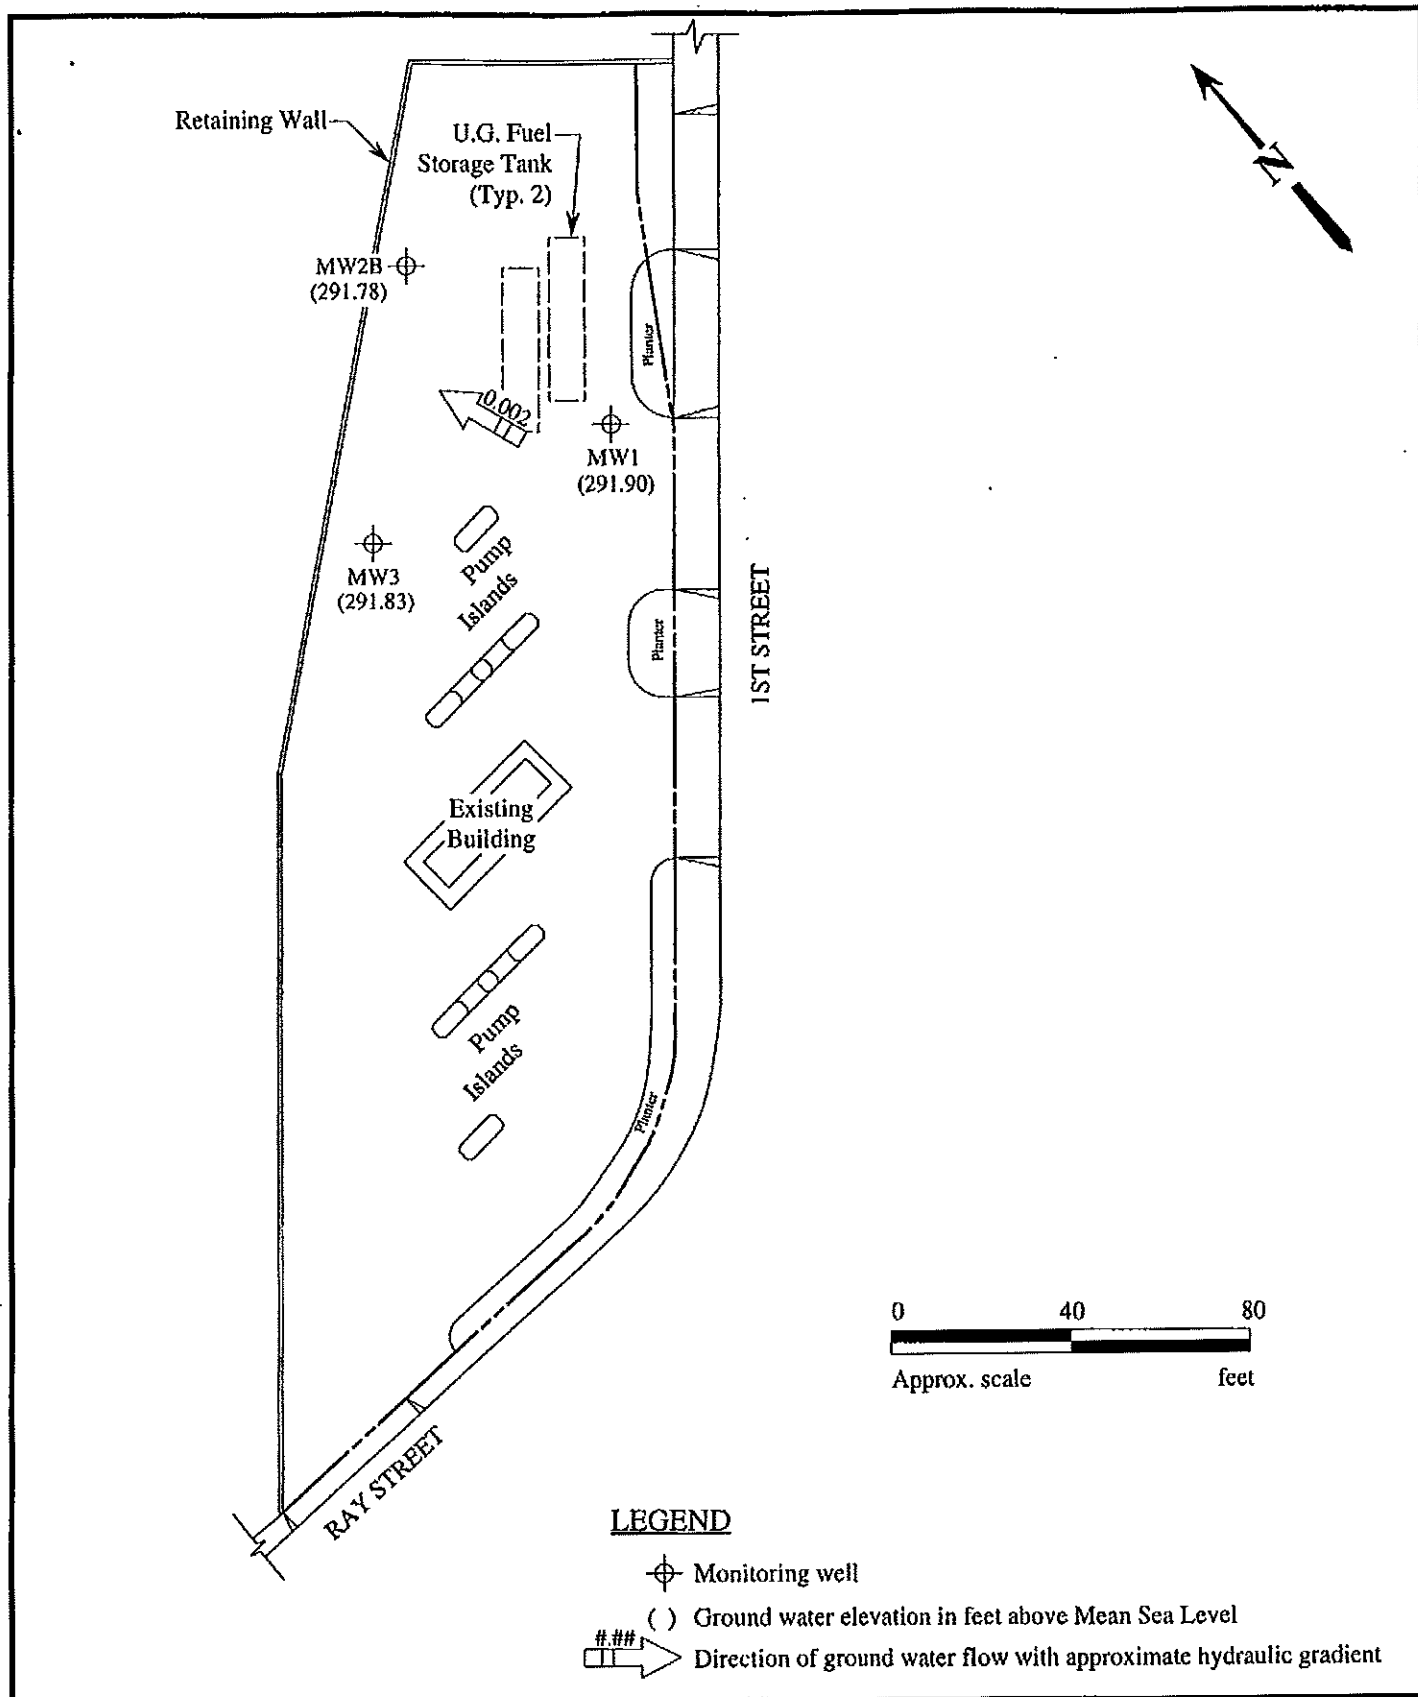 Retaining Wall
U.G. Fuel
Storage Tank
(Typ. 2)
N
MW2B
(291.78)
Planter
0.002
MW1
(291.90)
MW3
(291.83)
Pump
Islands
Planter
1ST STREET
Existing
Building
Pump
Islands
Planter
0 40 80
Approx. scale feet
RAY STREET
LEGEND
Monitoring well
( ) Ground water elevation in feet above Mean Sea Level
#.## Direction of ground water flow with approximate hydraulic gradient